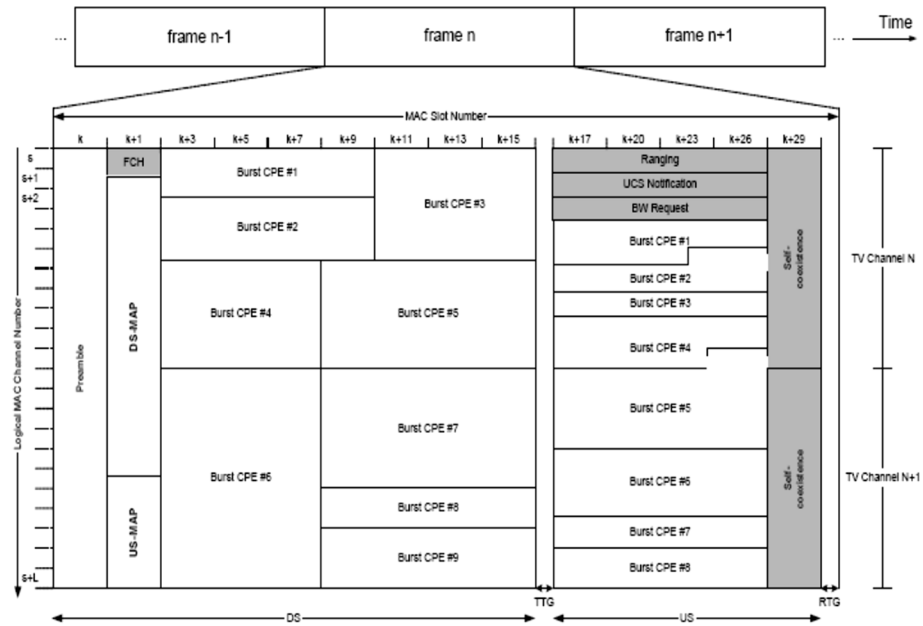 ... frame n-1 frame n frame n+1 ... Time
MAC Slot Number
k k+1 k+3 k+5 k+7 k+9 k+11 k+13 k+15 k+17 k+20 k+23 k+26 k+29
Logical MAC Channel Number
s
s+1
s+2
s+L
Preamble
FCH
DS-MAP
US-MAP
Burst CPE #1
Burst CPE #2
Burst CPE #3
Burst CPE #4
Burst CPE #5
Burst CPE #6
Burst CPE #7
Burst CPE #8
Burst CPE #9
Ranging
UCS Notification
BW Request
Burst CPE #1
Burst CPE #2
Burst CPE #3
Burst CPE #4
Burst CPE #5
Burst CPE #6
Burst CPE #7
Burst CPE #8
Self-
coexistence
Self-
coexistence
TV Channel N
TV Channel N+1
DS TTG US RTG